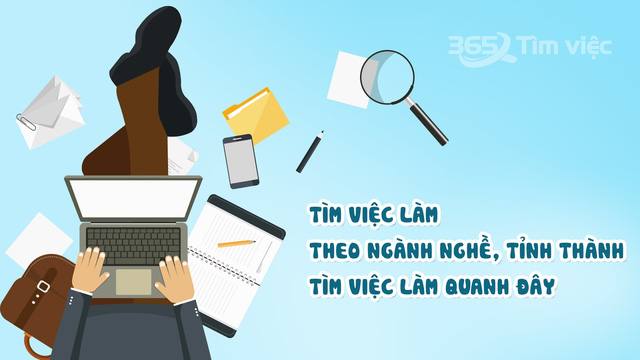 365 Tìm việc
TÌM VIỆC LÀM
THEO NGÀNH NGHỀ, TỈNH THÀNH
TÌM VIỆC LÀM QUANH ĐÂY